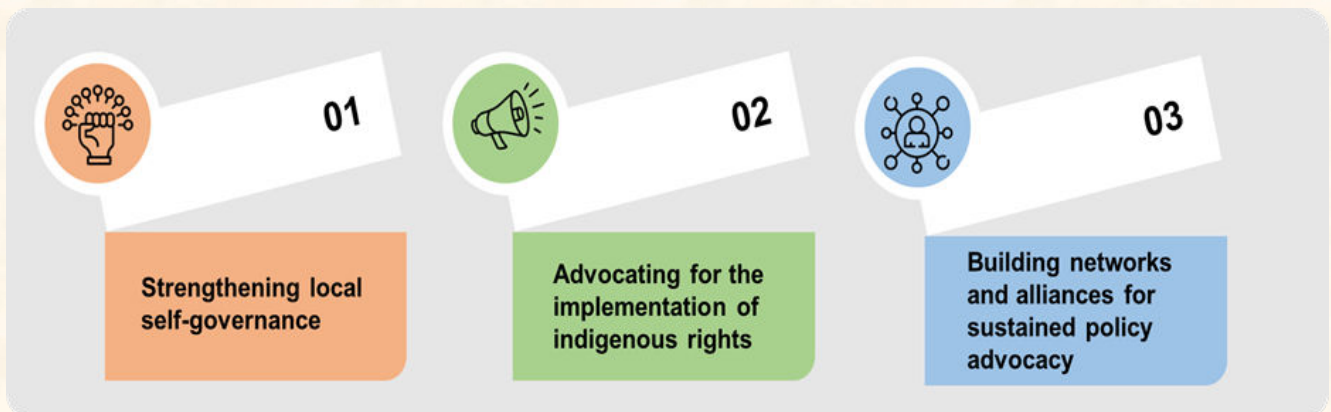 01
Strengthening local
self-governance
02
Advocating for the
implementation of
indigenous rights
03
Building networks
and alliances for
sustained policy
advocacy